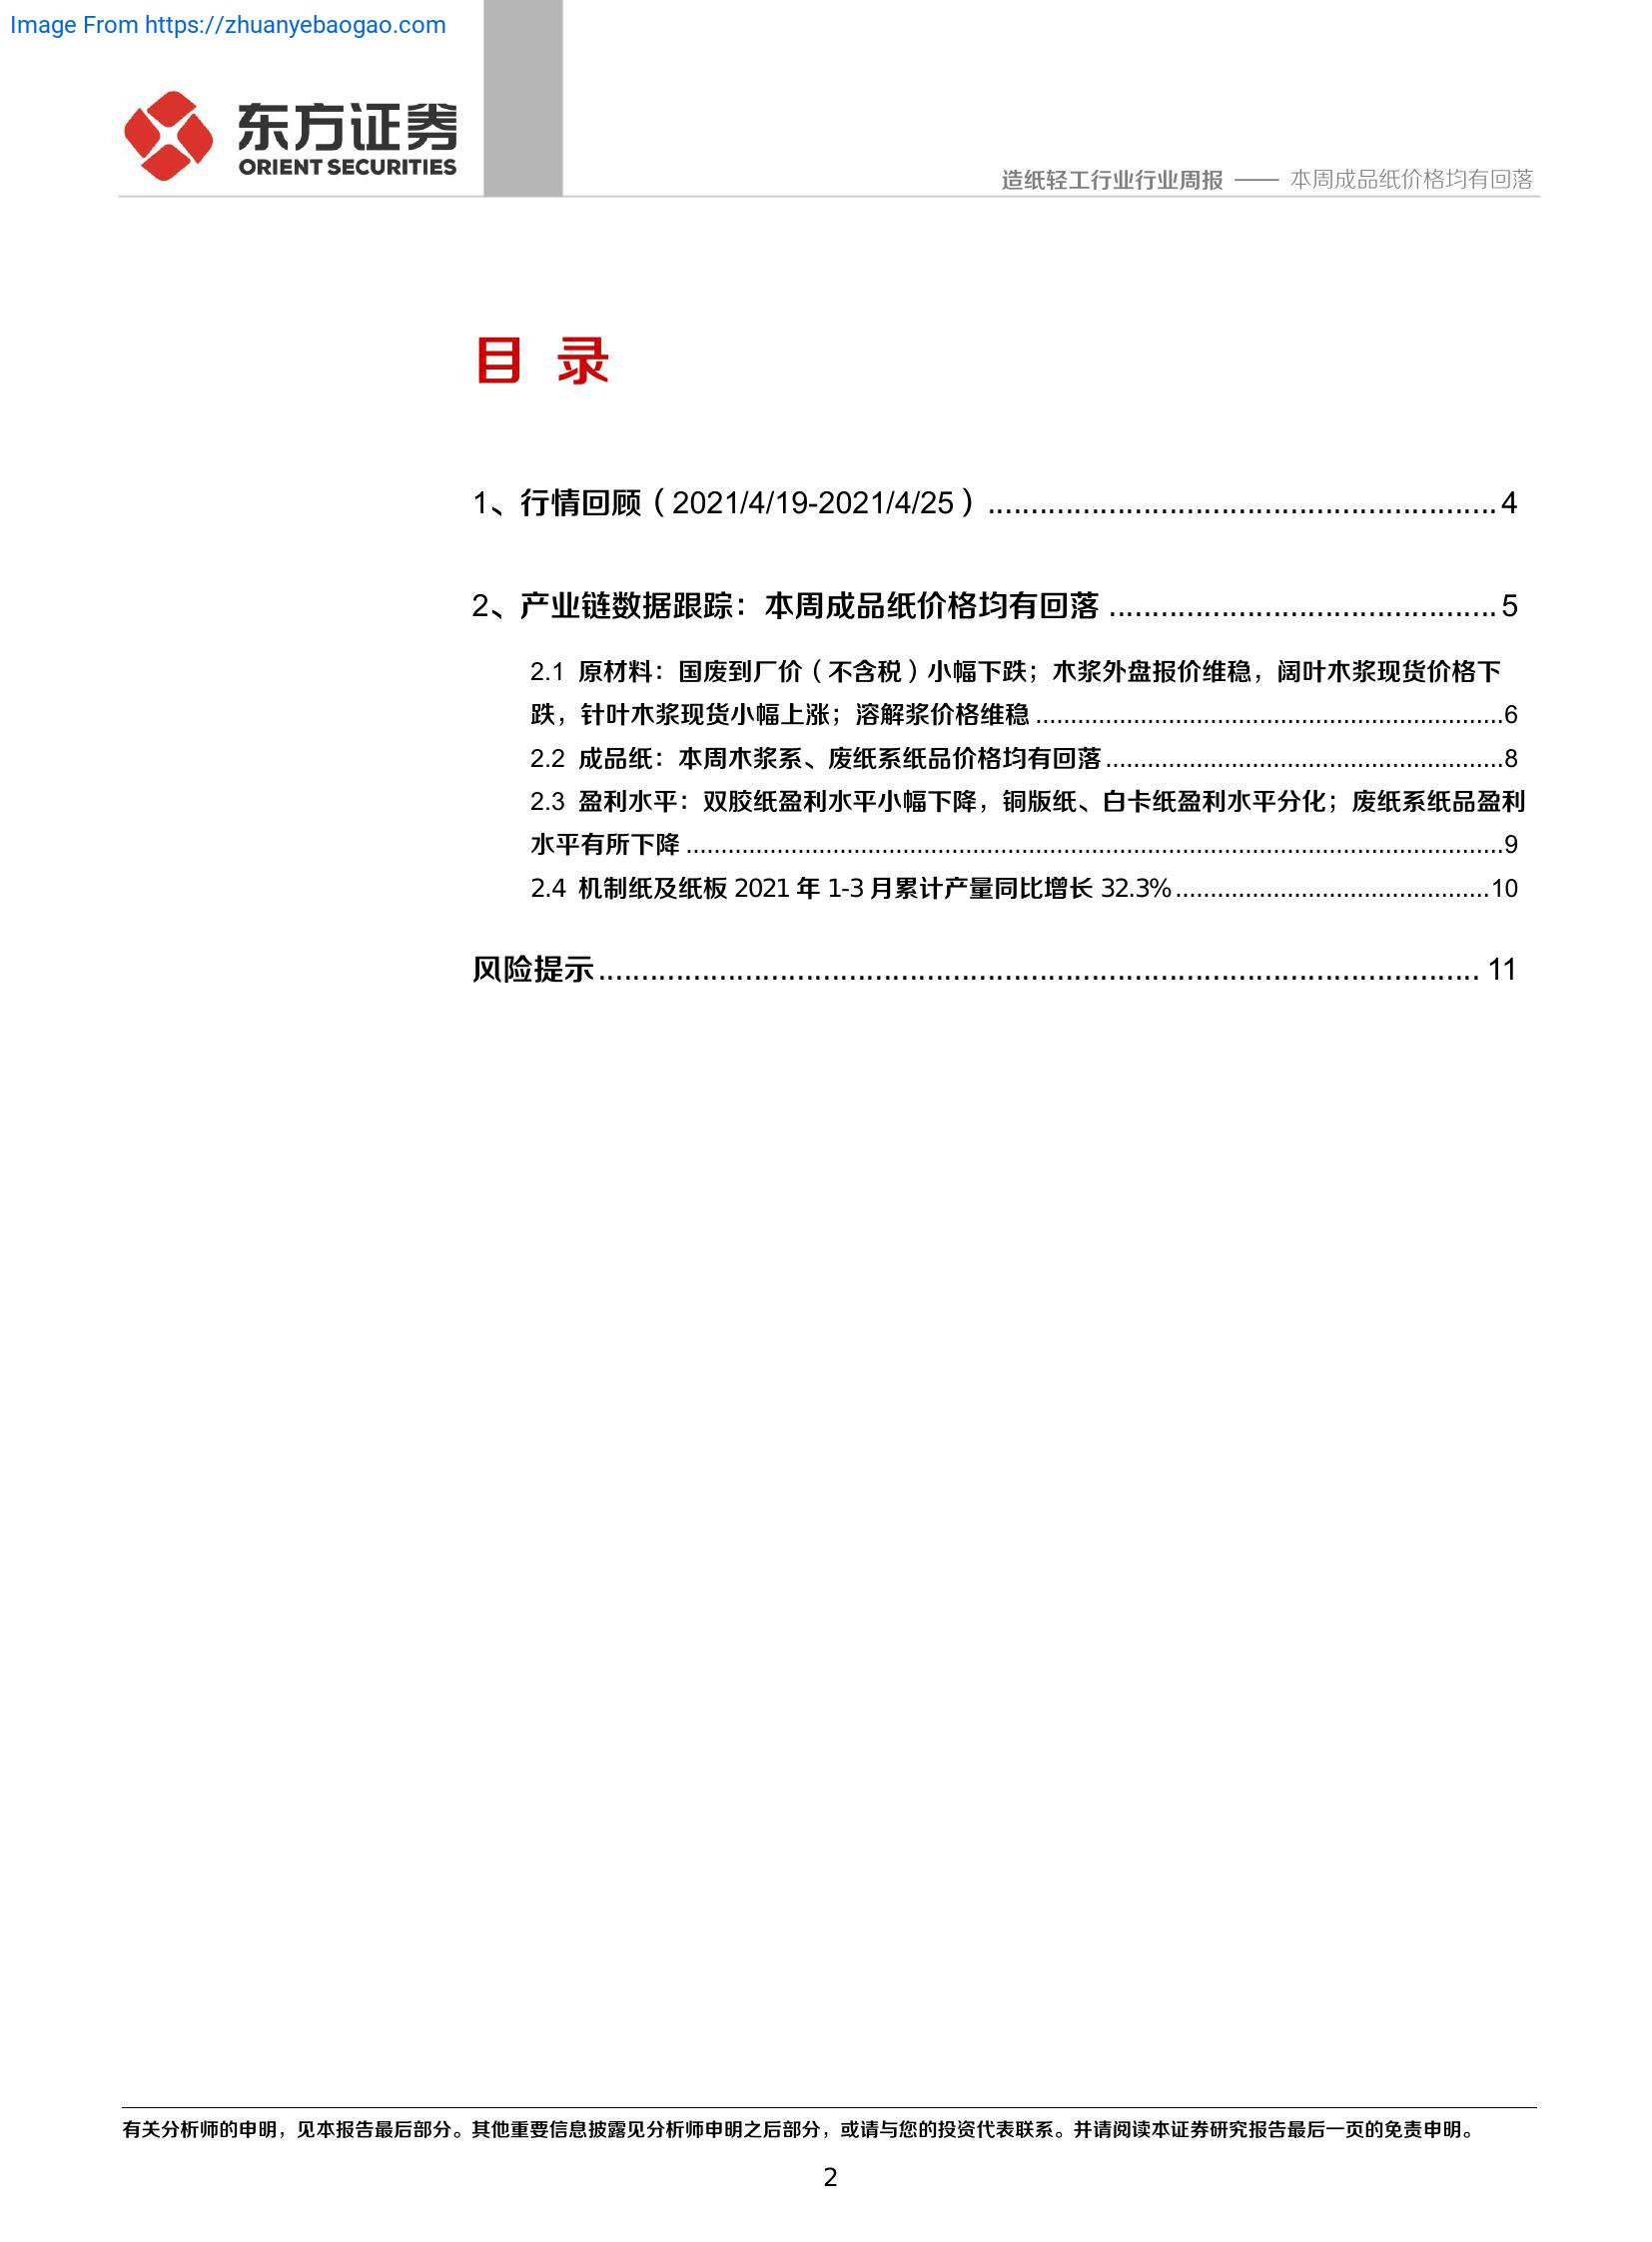 Image From https://zhuanyebaogao.com
东方证券
ORIENT SECURITIES
造纸轻工行业行业周报 —— 本周成品纸价格均有回落
目 录
1、行情回顾（2021/4/19-2021/4/25）.......................................................... 4
2、产业链数据跟踪：本周成品纸价格均有回落 ............................................. 5
2.1 原材料：国废到厂价（不含税）小幅下跌；木浆外盘报价维稳，阔叶木浆现货价格下
跌，针叶木浆现货小幅上涨；溶解浆价格维稳 ...................................................................6
2.2 成品纸：本周木浆系、废纸系纸品价格均有回落.........................................................8
2.3 盈利水平：双胶纸盈利水平小幅下降，铜版纸、白卡纸盈利水平分化；废纸系纸品盈利
水平有所下降 .....................................................................................................................9
2.4 机制纸及纸板 2021 年 1-3 月累计产量同比增长 32.3%.............................................10
风险提示..................................................................................................... 11
有关分析师的申明，见本报告最后部分。其他重要信息披露见分析师申明之后部分，或请与您的投资代表联系。并请阅读本证券研究报告最后一页的免责申明。
2